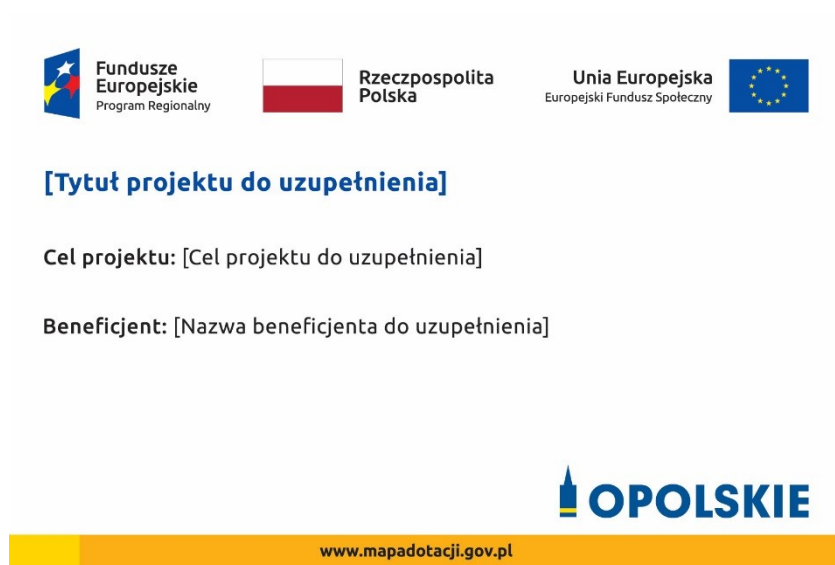 Fundusze
Europejskie
Program Regionalny
Rzeczpospolita
Polska
Unia Europejska
Europejski Fundusz Społeczny
[Tytuł projektu do uzupełnienia]
Cel projektu: [Cel projektu do uzupełnienia]
Beneficjent: [Nazwa beneficjenta do uzupełnienia]
OPOLSKIE
www.mapadotacji.gov.pl